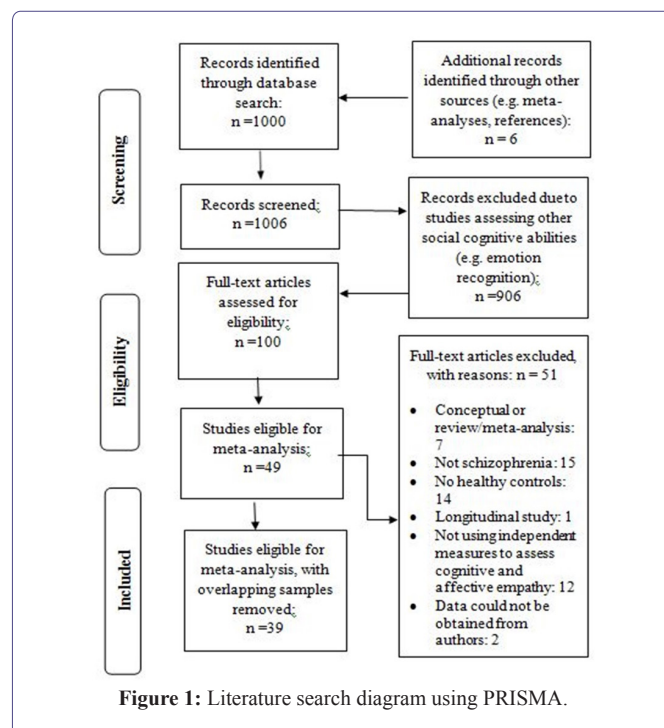 Records identified
through database
search:
n =1000
Additional records
identified through other
sources (e.g. meta-
analyses, references):
n = 6
Screening
Records screened;
n =1006
Records excluded due to
studies assessing other
social cognitive abilities
(e.g. emotion
recognition);
n =906
Full-text articles
assessed for
eligibility;
n =100
Eligibility
Full-text articles excluded,
with reasons: n = 51
• Conceptual or
review/meta-analysis:
7
• Not schizophrenia: 15
• No healthy controls:
14
• Longitudinal study: 1
• Not using independent
measures to assess
cognitive and
affective empathy: 12
• Data could not be
obtained from
authors: 2
Studies eligible for
meta-analysis;
n =49
Included
Studies eligible for
meta-analysis, with
overlapping samples
removed;
n =39
Figure 1: Literature search diagram using PRISMA.